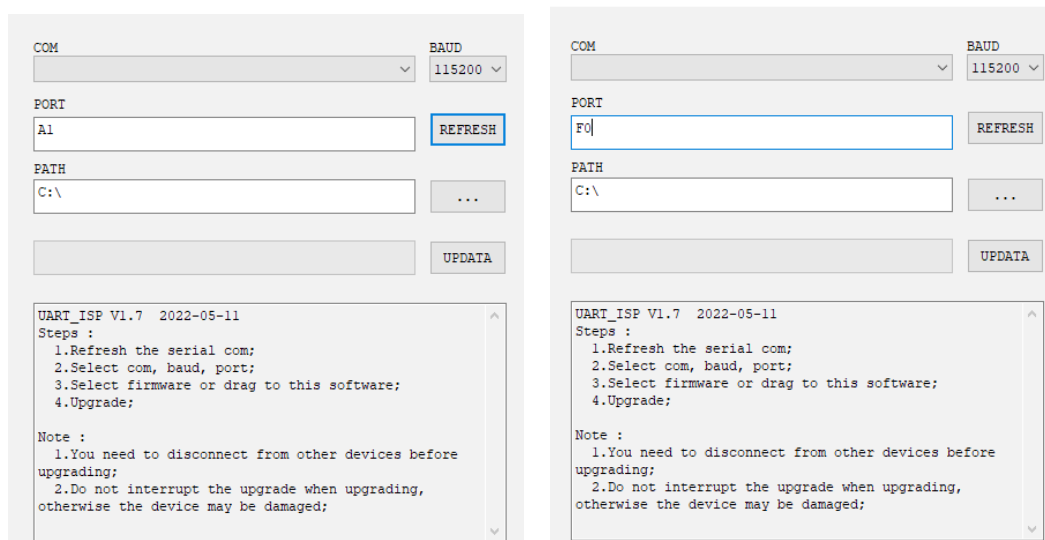 COM
BAUD
115200
PORT
A1
REFRESH
PATH
C:\
...
UPDATA
UART_ISP V1.7  2022-05-11
Steps :
  1.Refresh the serial com;
  2.Select com, baud, port;
  3.Select firmware or drag to this software;
  4.Upgrade;
Note :
  1.You need to disconnect from other devices before
upgrading;
  2.Do not interrupt the upgrade when upgrading,
otherwise the device may be damaged;
COM
BAUD
115200
PORT
F0
REFRESH
PATH
C:\
...
UPDATA
UART_ISP V1.7  2022-05-11
Steps :
  1.Refresh the serial com;
  2.Select com, baud, port;
  3.Select firmware or drag to this software;
  4.Upgrade;
Note :
  1.You need to disconnect from other devices before
upgrading;
  2.Do not interrupt the upgrade when upgrading,
otherwise the device may be damaged;